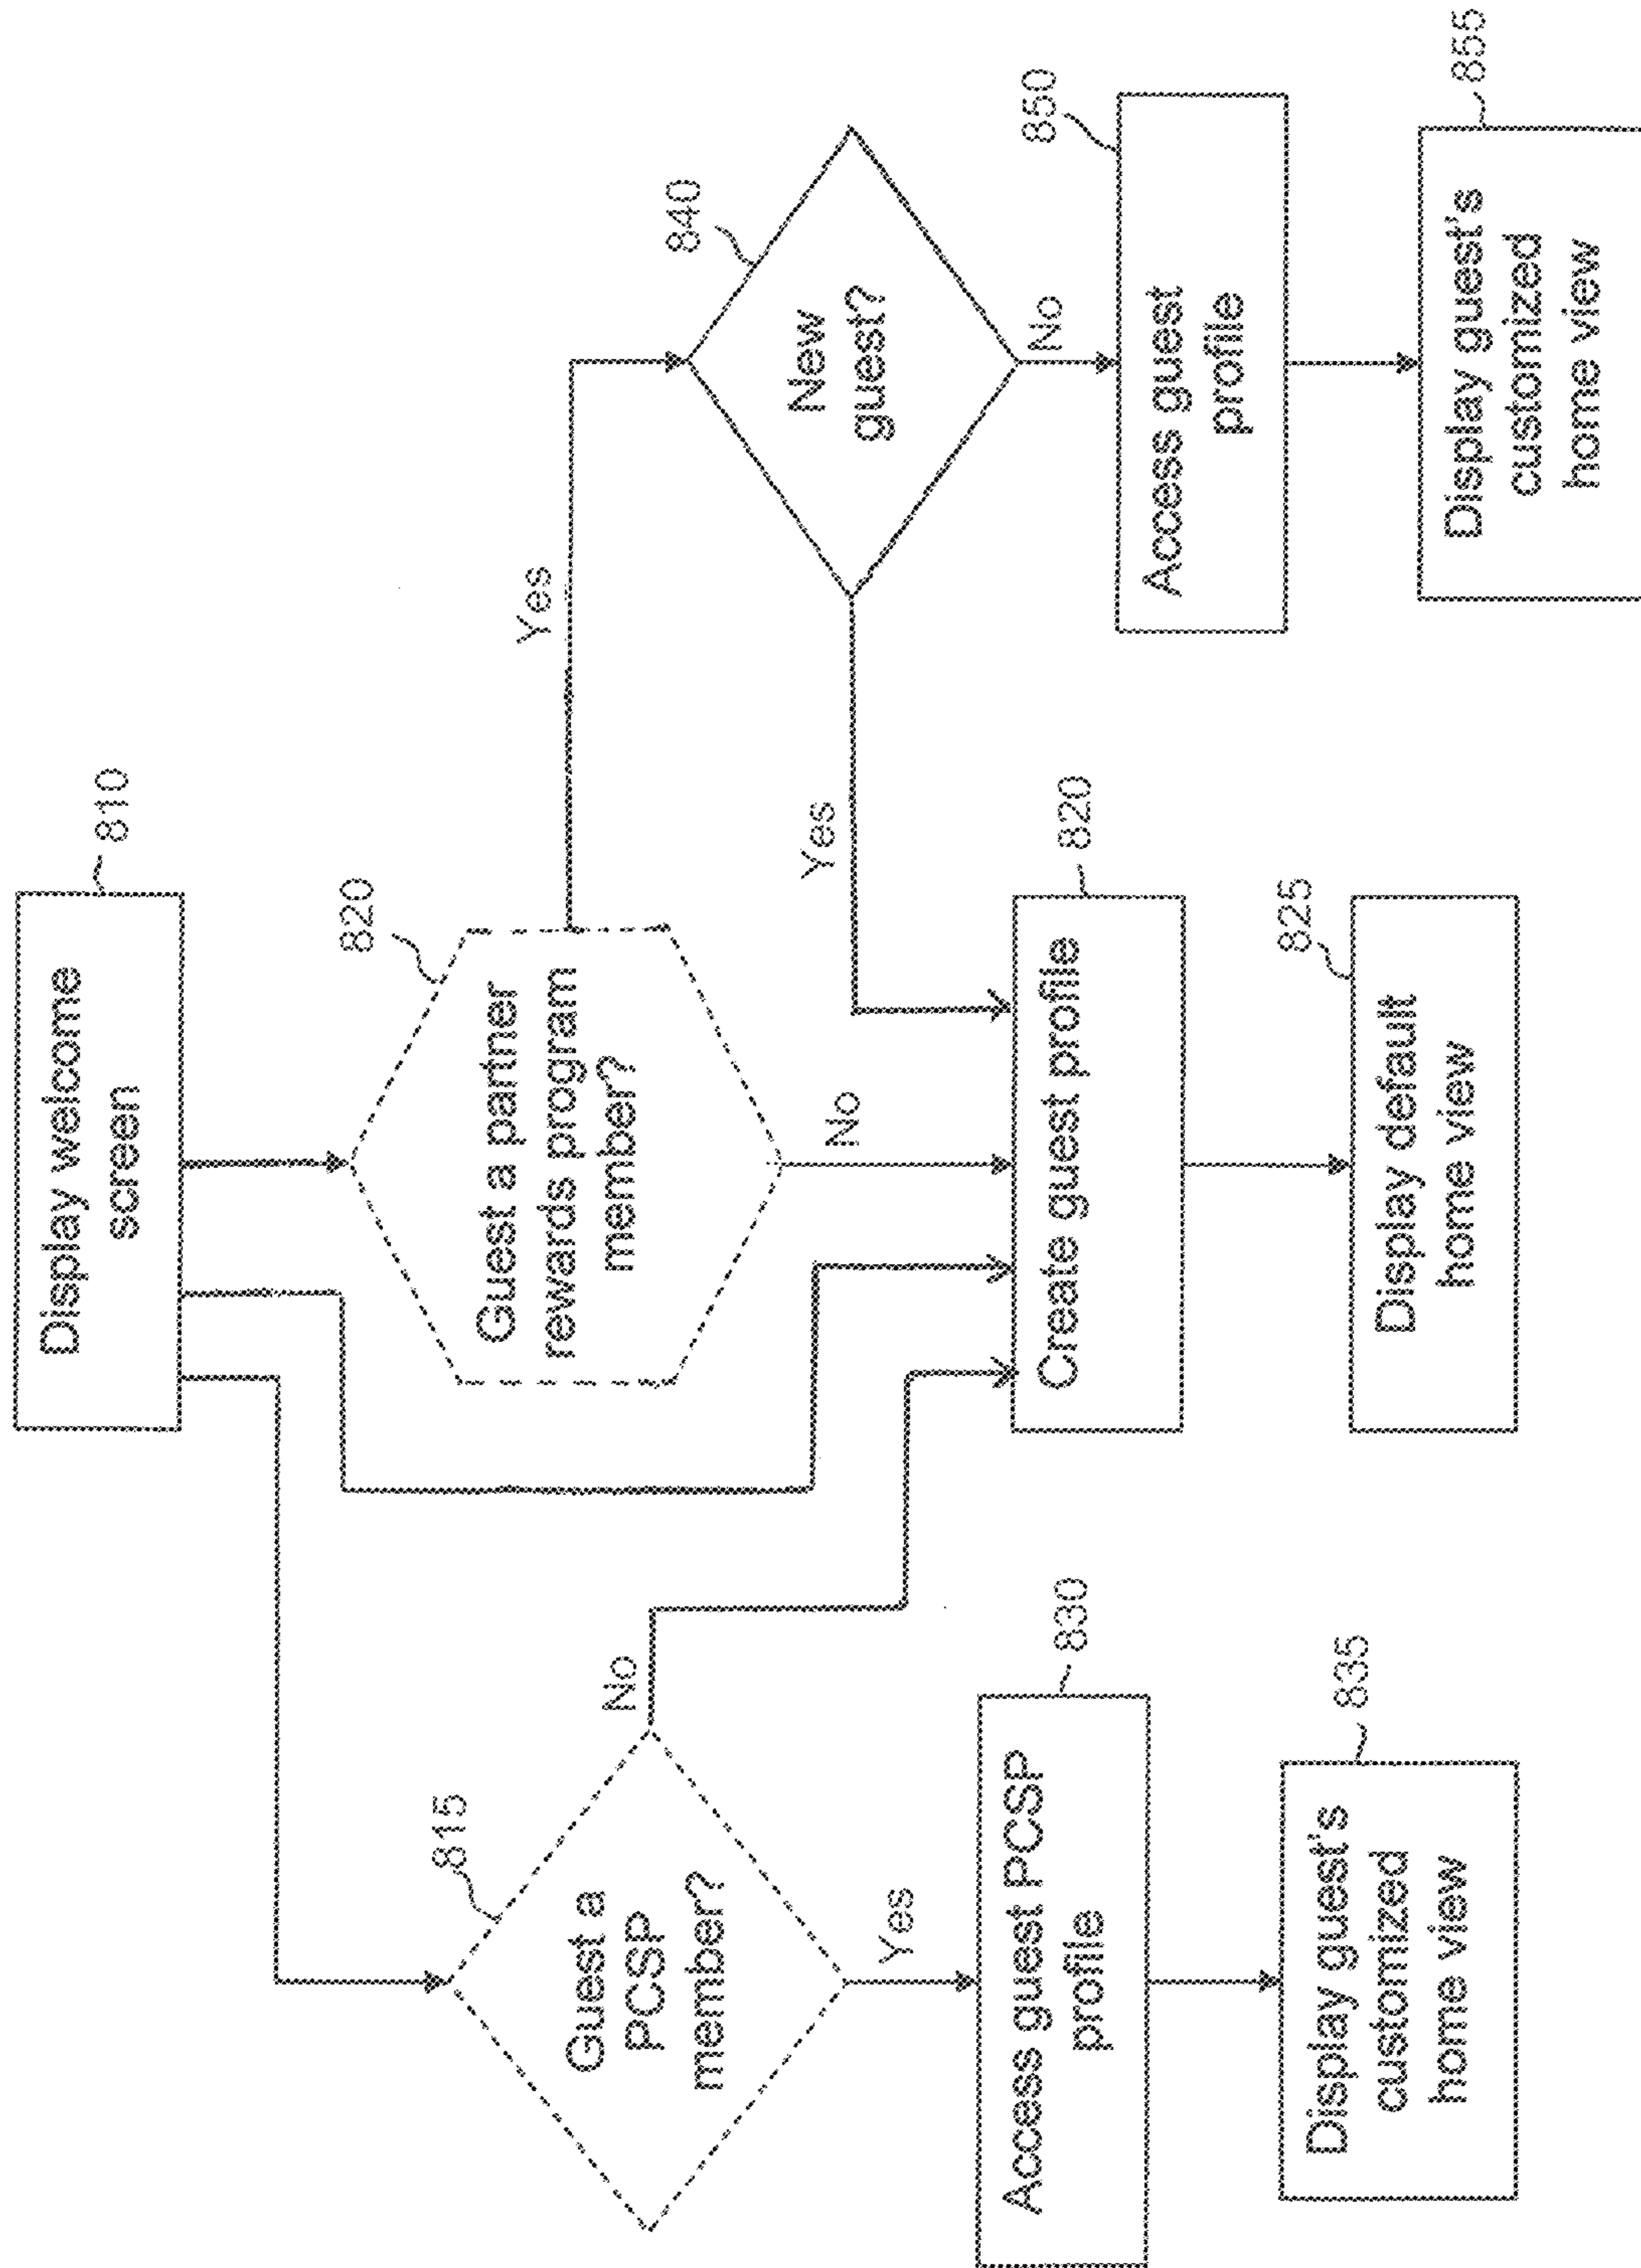 Display welcome
screen
810
Guest a
PCSP
member?
815
No
Yes
Guest a partner
rewards program
member?
820
Yes
No
New
guest?
840
Yes
No
Access guest PCSP
profile
830
Create guest profile
820
Access guest
profile
850
Display guest's
customized
home view
835
Display default
home view
825
Display guest's
customized
home view
855